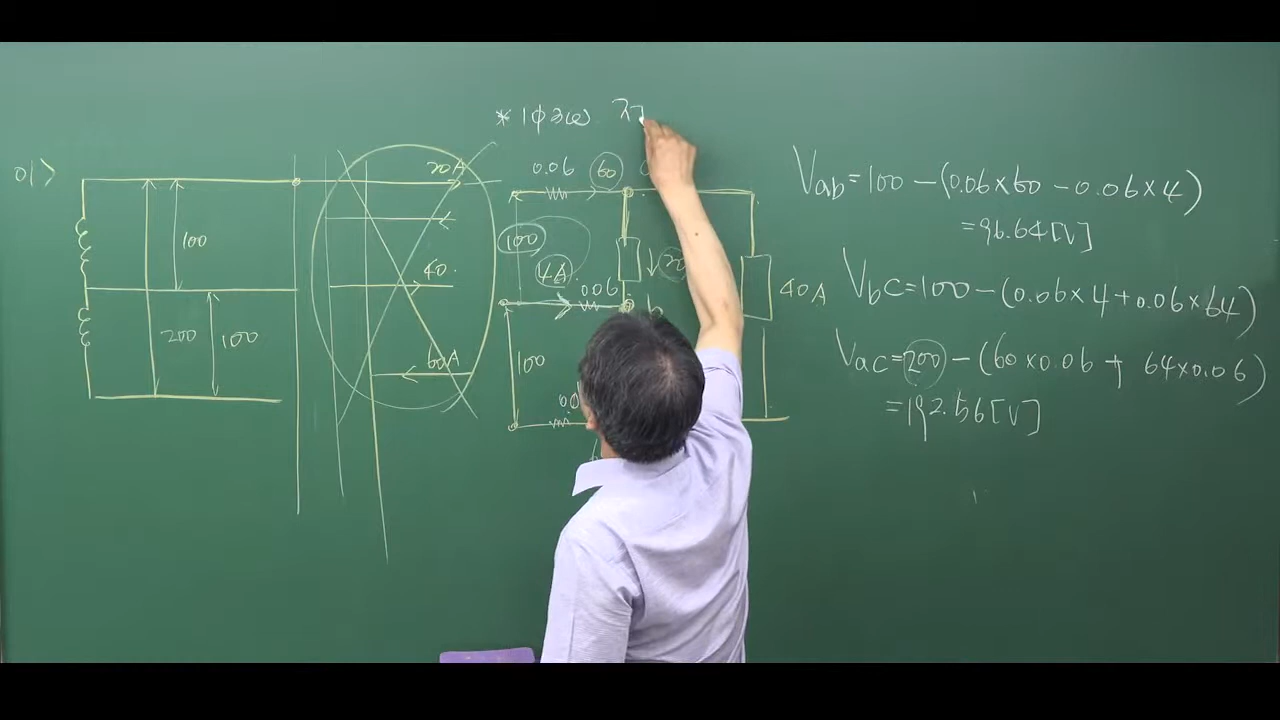 * 1φ3ω
01>
20A
100
40.
200
100
60A
0.06
60
100
4A.
0.06
20
b
40A
100
Vab=100-(0.06×60-0.06×4)
=96.64[V]
Vbc=100-(0.06×4+0.06×64)
Vac=200-(60×0.06+64×0.06)
=192.56[V]